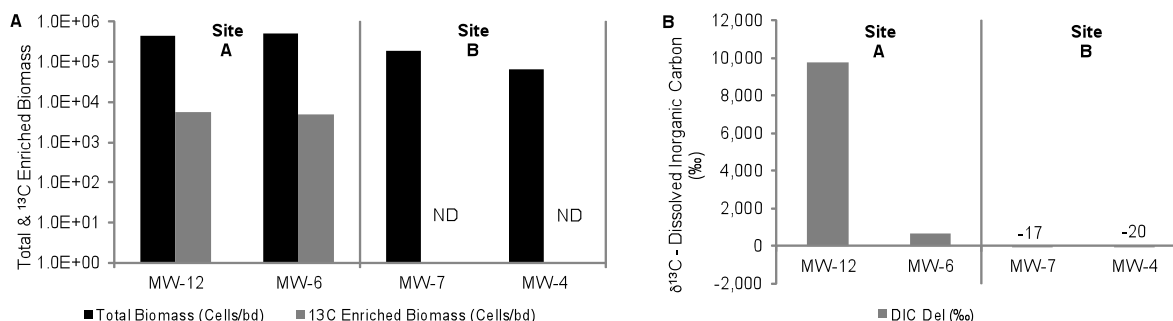 A
Total & ¹³C Enriched Biomass
1.0E+06
1.0E+05
1.0E+04
1.0E+03
1.0E+02
1.0E+01
1.0E+00
Site
A
Site
B
ND
ND
MW-12
MW-6
MW-7
MW-4
Total Biomass (Cells/bd)
13C Enriched Biomass (Cells/bd)
B
δ¹³C - Dissolved Inorganic Carbon
(‰)
12,000
10,000
8,000
6,000
4,000
2,000
0
-2,000
Site
A
Site
B
-17
-20
MW-12
MW-6
MW-7
MW-4
DIC Del (‰)